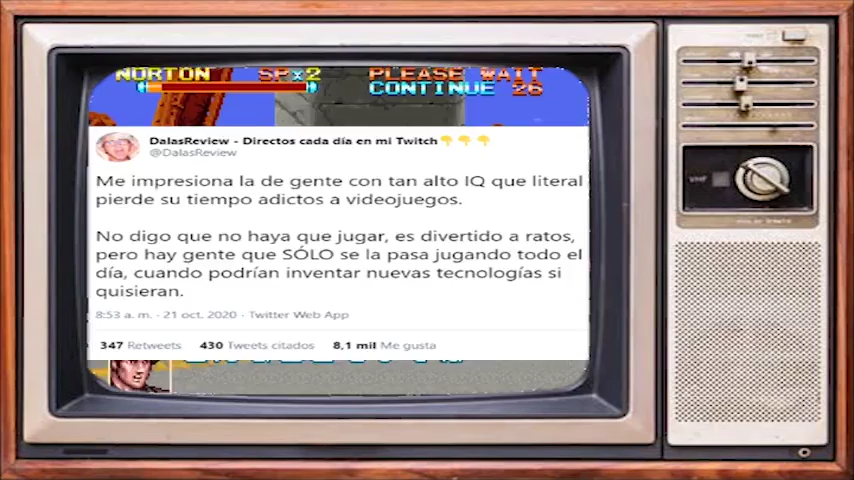 NORTON SPx2 PLEASE WAIT
CONTINUE 26
DalasReview - Directos cada día en mi Twitch👇👇👇
@DalasReview
Me impresiona la de gente con tan alto IQ que literal
pierde su tiempo adictos a videojuegos.
No digo que no haya que jugar, es divertido a ratos,
pero hay gente que SÓLO se la pasa jugando todo el
día, cuando podrían inventar nuevas tecnologías si
quisieran.
8:53 a. m. · 21 oct. 2020 · Twitter Web App
347 Retweets 430 Tweets citados 8,1 mil Me gusta
VHF